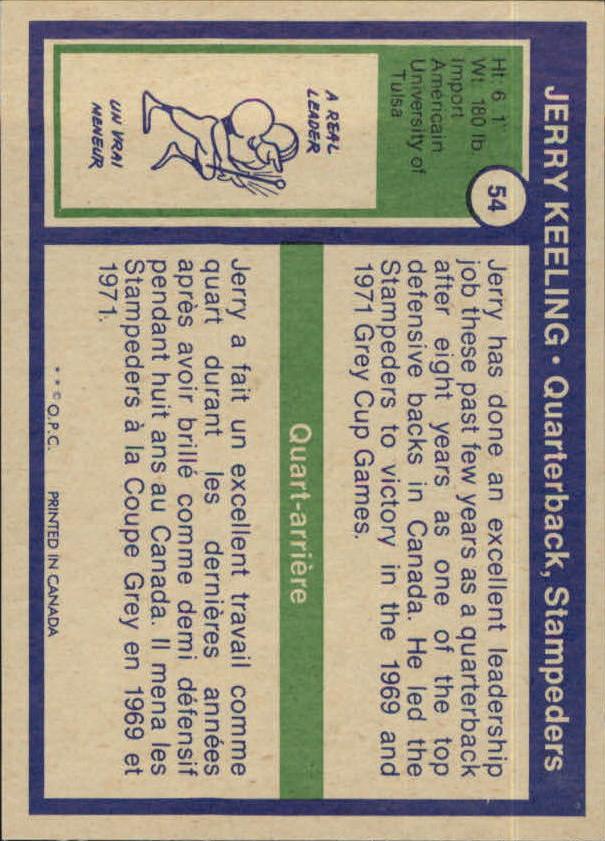 JERRY KEELING • Quarterback, Stampeders
54
Ht: 6' 1"
Wt: 180 lb.
Import
Américain
University of
Tulsa
A REAL
LEADER
UN VRAI
MENEUR
Jerry has done an excellent leadership
job these past few years as a quarterback
after eight years as one of the top
defensive backs in Canada. He led the
Stampeders to victory in the 1969 and
1971 Grey Cup Games.
Quart-arrière
Jerry a fait un excellent travail comme
quart durant les dernières années
après avoir brillé comme demi défensif
pendant huit ans au Canada. Il mena les
Stampeders à la Coupe Grey en 1969 et
1971.
* * © O.P.C. PRINTED IN CANADA